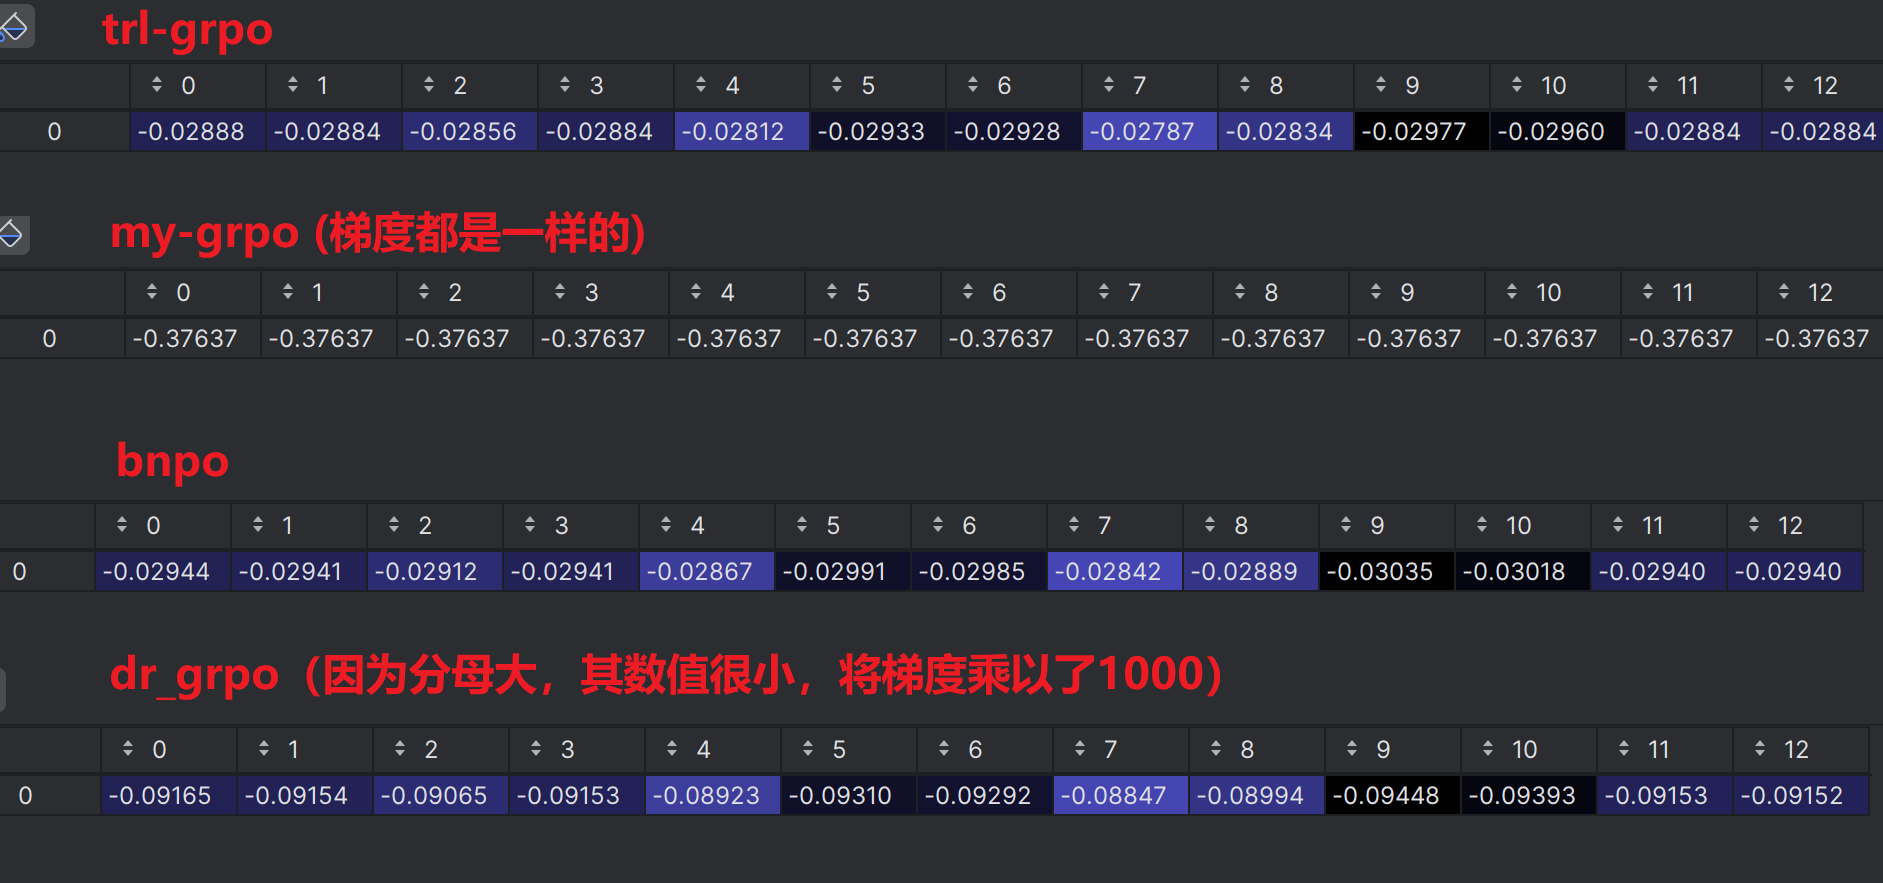 trl-grpo
0 1 2 3 4 5 6 7 8 9 10 11 12
0 -0.02888 -0.02884 -0.02856 -0.02884 -0.02812 -0.02933 -0.02928 -0.02787 -0.02834 -0.02977 -0.02960 -0.02884 -0.02884
my-grpo (梯度都是一样的)
0 1 2 3 4 5 6 7 8 9 10 11 12
0 -0.37637 -0.37637 -0.37637 -0.37637 -0.37637 -0.37637 -0.37637 -0.37637 -0.37637 -0.37637 -0.37637 -0.37637 -0.37637
bnpo
0 1 2 3 4 5 6 7 8 9 10 11 12
0 -0.02944 -0.02941 -0.02912 -0.02941 -0.02867 -0.02991 -0.02985 -0.02842 -0.02889 -0.03035 -0.03018 -0.02940 -0.02940
dr_grpo（因为分母大，其数值很小，将梯度乘以了1000）
0 1 2 3 4 5 6 7 8 9 10 11 12
0 -0.09165 -0.09154 -0.09065 -0.09153 -0.08923 -0.09310 -0.09292 -0.08847 -0.08994 -0.09448 -0.09393 -0.09153 -0.09152